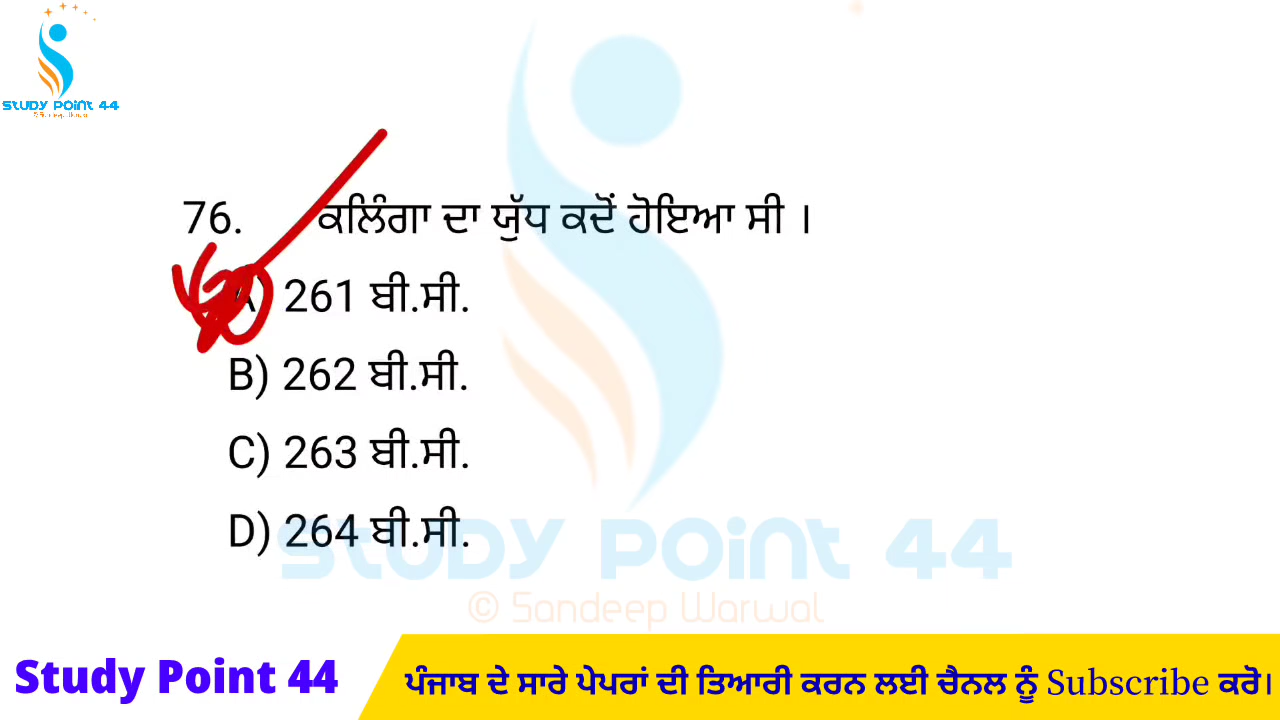 STUDY POINT 44
76. ਕਲਿੰਗਾ ਦਾ ਯੁੱਧ ਕਦੋਂ ਹੋਇਆ ਸੀ ।
A) 261 ਬੀ.ਸੀ.
B) 262 ਬੀ.ਸੀ.
C) 263 ਬੀ.ਸੀ.
D) 264 ਬੀ.ਸੀ.
STUDY POINT 44
© Sandeep Warwal
Study Point 44
ਪੰਜਾਬ ਦੇ ਸਾਰੇ ਪੇਪਰਾਂ ਦੀ ਤਿਆਰੀ ਕਰਨ ਲਈ ਚੈਨਲ ਨੂੰ Subscribe ਕਰੋ।